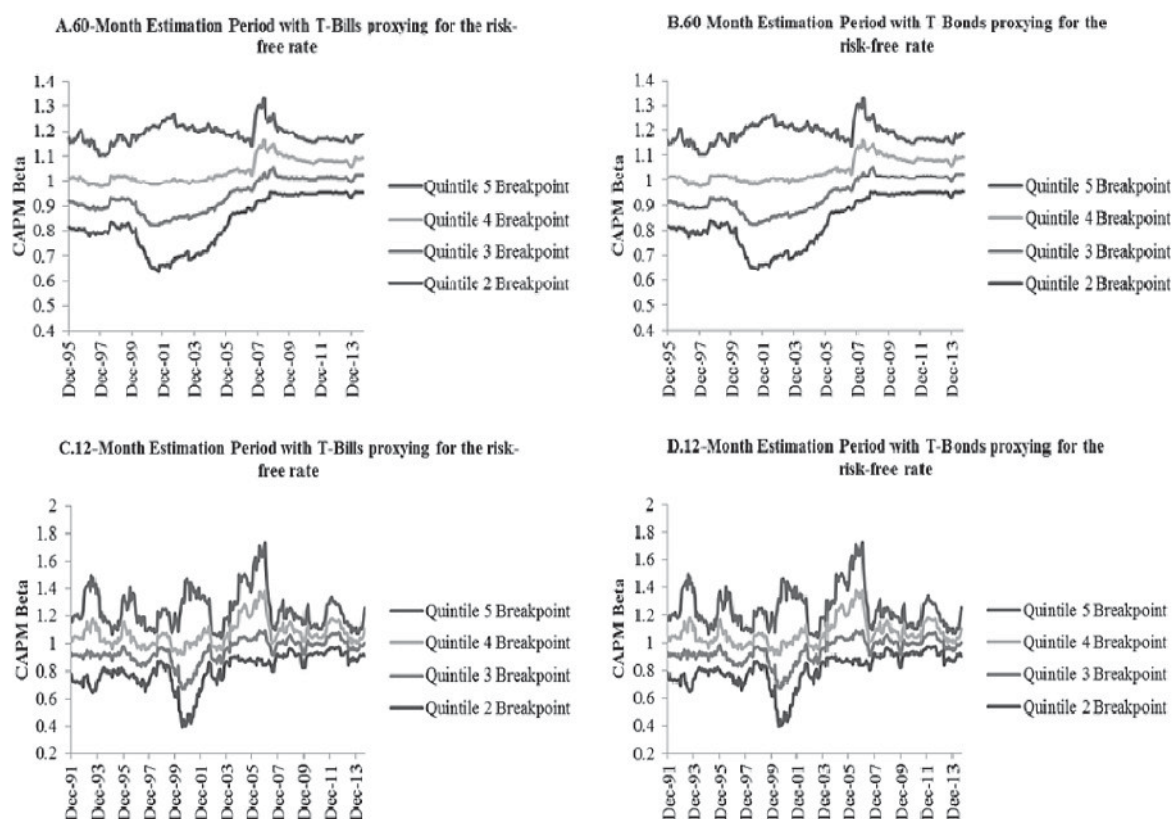 A.60-Month Estimation Period with T-Bills proxying for the risk-
free rate
CAPM Beta
1.4
1.3
1.2
1.1
1
0.9
0.8
0.7
0.6
0.5
0.4
Dec-95
Dec-97
Dec-99
Dec-01
Dec-03
Dec-05
Dec-07
Dec-09
Dec-11
Dec-13
Quintile 5 Breakpoint
Quintile 4 Breakpoint
Quintile 3 Breakpoint
Quintile 2 Breakpoint
B.60 Month Estimation Period with T Bonds proxying for the
risk-free rate
CAPM Beta
1.4
1.3
1.2
1.1
1
0.9
0.8
0.7
0.6
0.5
0.4
Dec-95
Dec-97
Dec-99
Dec-01
Dec-03
Dec-05
Dec-07
Dec-09
Dec-11
Dec-13
Quintile 5 Breakpoint
Quintile 4 Breakpoint
Quintile 3 Breakpoint
Quintile 2 Breakpoint
C.12-Month Estimation Period with T-Bills proxying for the risk-
free rate
CAPM Beta
2
1.8
1.6
1.4
1.2
1
0.8
0.6
0.4
0.2
Dec-91
Dec-93
Dec-95
Dec-97
Dec-99
Dec-01
Dec-03
Dec-05
Dec-07
Dec-09
Dec-11
Dec-13
Quintile 5 Breakpoint
Quintile 4 Breakpoint
Quintile 3 Breakpoint
Quintile 2 Breakpoint
D.12-Month Estimation Period with T-Bonds proxying for the
risk-free rate
CAPM Beta
2
1.8
1.6
1.4
1.2
1
0.8
0.6
0.4
0.2
Dec-91
Dec-93
Dec-95
Dec-97
Dec-99
Dec-01
Dec-03
Dec-05
Dec-07
Dec-09
Dec-11
Dec-13
Quintile 5 Breakpoint
Quintile 4 Breakpoint
Quintile 3 Breakpoint
Quintile 2 Breakpoint